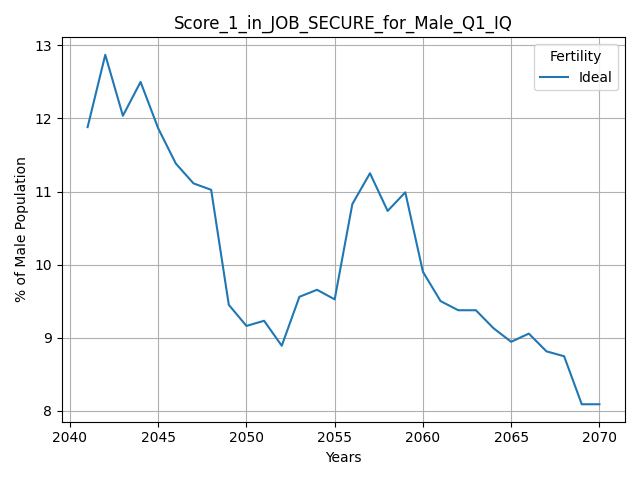 Score_1_in_JOB_SECURE_for_Male_Q1_IQ
Fertility
Ideal
% of Male Population
13
12
11
10
9
8
2040 2045 2050 2055 2060 2065 2070
Years